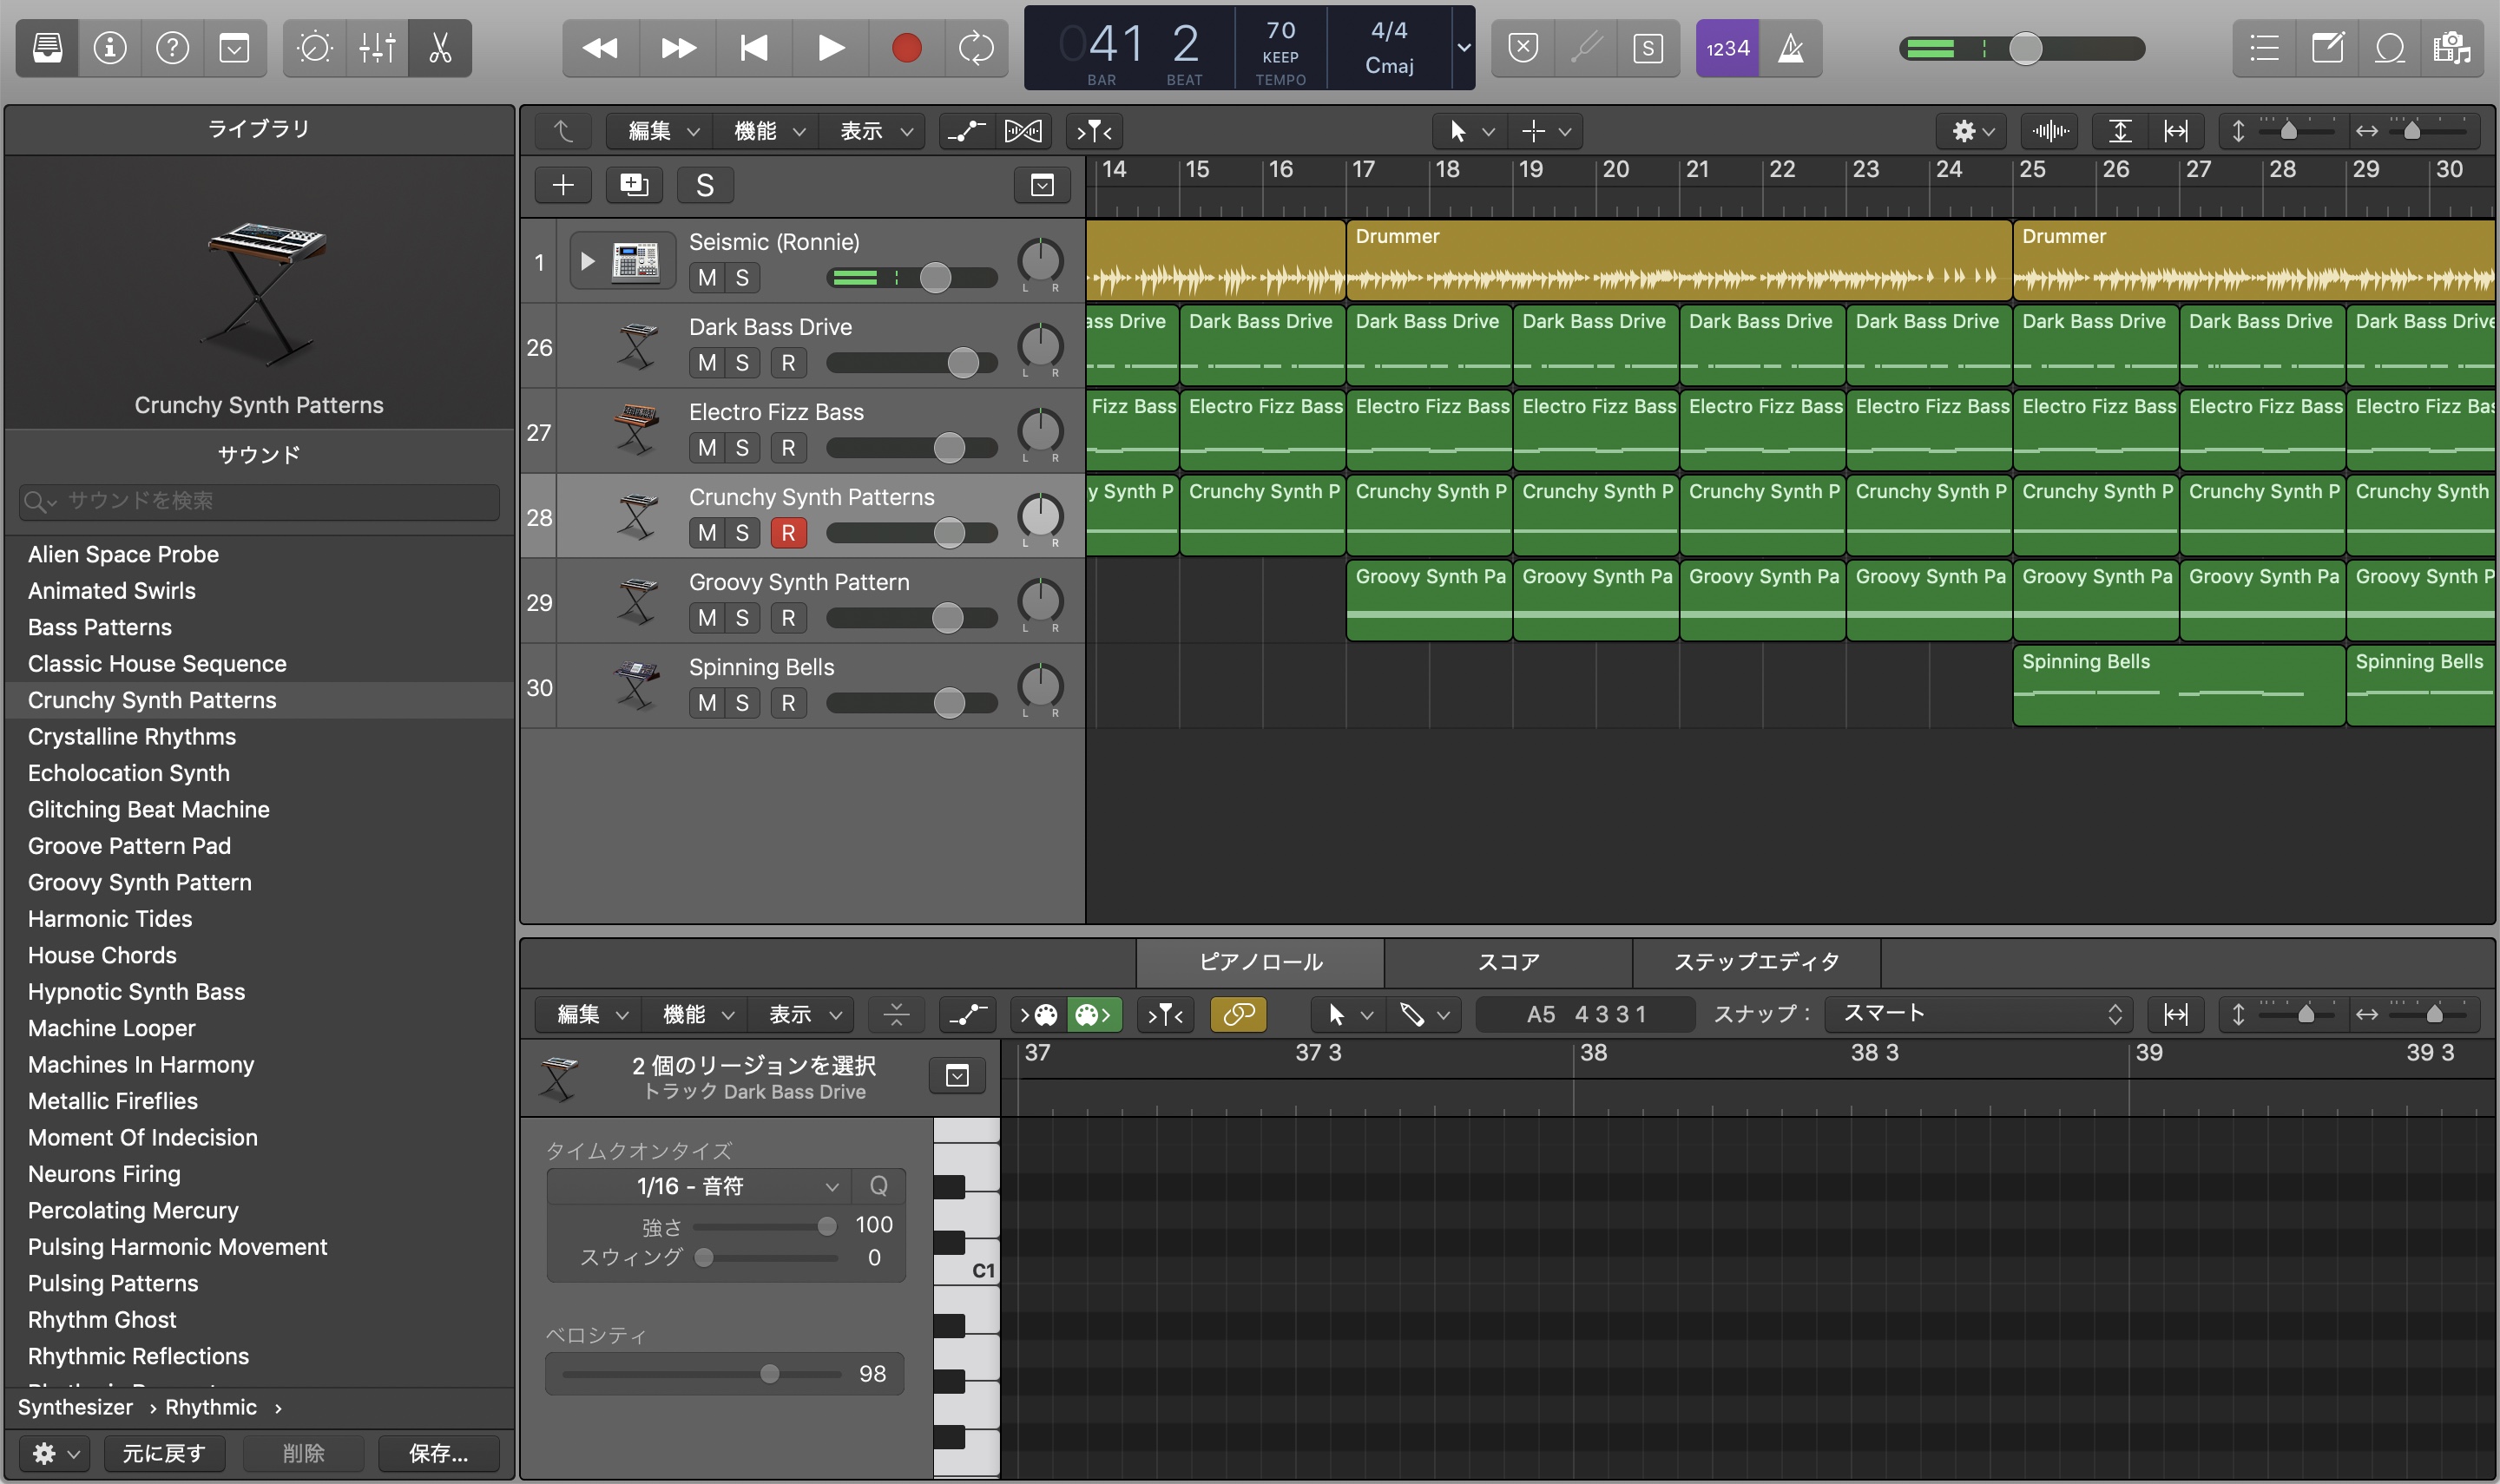 041 2
BAR BEAT
70
KEEP
TEMPO
4/4
Cmaj
S
1234
ライブラリ
Crunchy Synth Patterns
サウンド
サウンドを検索
Alien Space Probe
Animated Swirls
Bass Patterns
Classic House Sequence
Crunchy Synth Patterns
Crystalline Rhythms
Echolocation Synth
Glitching Beat Machine
Groove Pattern Pad
Groovy Synth Pattern
Harmonic Tides
House Chords
Hypnotic Synth Bass
Machine Looper
Machines In Harmony
Metallic Fireflies
Moment Of Indecision
Neurons Firing
Percolating Mercury
Pulsing Harmonic Movement
Pulsing Patterns
Rhythm Ghost
Rhythmic Reflections
Synthesizer › Rhythmic ›
元に戻す 削除 保存...
編集 機能 表示
S
14 15 16 17 18 19 20 21 22 23 24 25 26 27 28 29 30
1 Seismic (Ronnie)
M S L R
Drummer Drummer
26 Dark Bass Drive
M S R L R
ass Drive Dark Bass Drive Dark Bass Drive Dark Bass Drive Dark Bass Drive Dark Bass Drive Dark Bass Drive Dark Bass Drive Dark Bass Drive
27 Electro Fizz Bass
M S R L R
Fizz Bass Electro Fizz Bass Electro Fizz Bass Electro Fizz Bass Electro Fizz Bass Electro Fizz Bass Electro Fizz Bass Electro Fizz Bass Electro Fizz Bas
28 Crunchy Synth Patterns
M S R L R
y Synth P Crunchy Synth P Crunchy Synth P Crunchy Synth P Crunchy Synth P Crunchy Synth P Crunchy Synth P Crunchy Synth P Crunchy Synth
29 Groovy Synth Pattern
M S R L R
Groovy Synth Pa Groovy Synth Pa Groovy Synth Pa Groovy Synth Pa Groovy Synth Pa Groovy Synth Pa Groovy Synth P
30 Spinning Bells
M S R L R
Spinning Bells Spinning Bells
ピアノロール スコア ステップエディタ
編集 機能 表示 A5 4 3 3 1 スナップ： スマート
2 個のリージョンを選択
トラック Dark Bass Drive
37 37 3 38 38 3 39 39 3
タイムクオンタイズ
1/16 - 音符 Q
強さ 100
スウィング 0
C1
ベロシティ
98